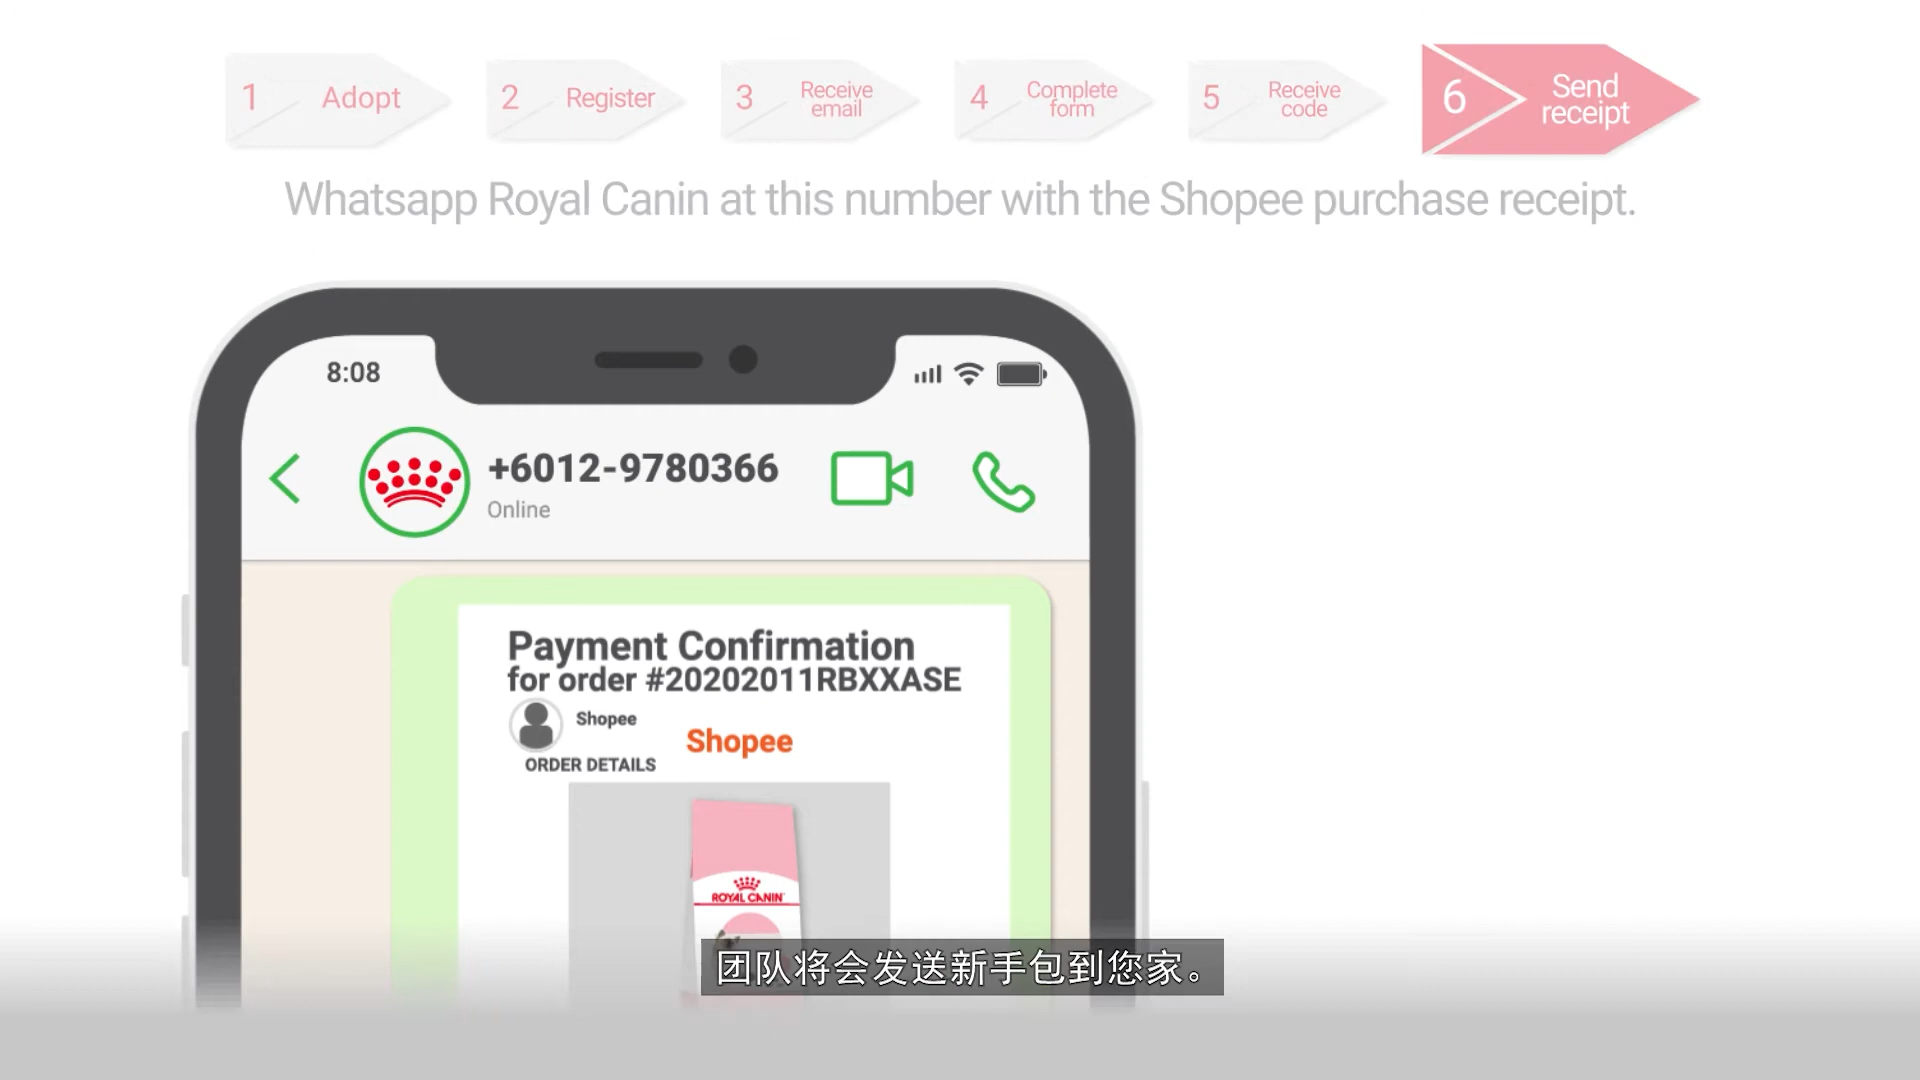 1 Adopt
2 Register
3 Receive
email
4 Complete
form
5 Receive
code
6 Send
receipt
Whatsapp Royal Canin at this number with the Shopee purchase receipt.
8:08
+6012-9780366
Online
Payment Confirmation
for order #20202011RBXXASE
Shopee
Shopee
ORDER DETAILS
ROYAL CANIN
团队将会发送新手包到您家。